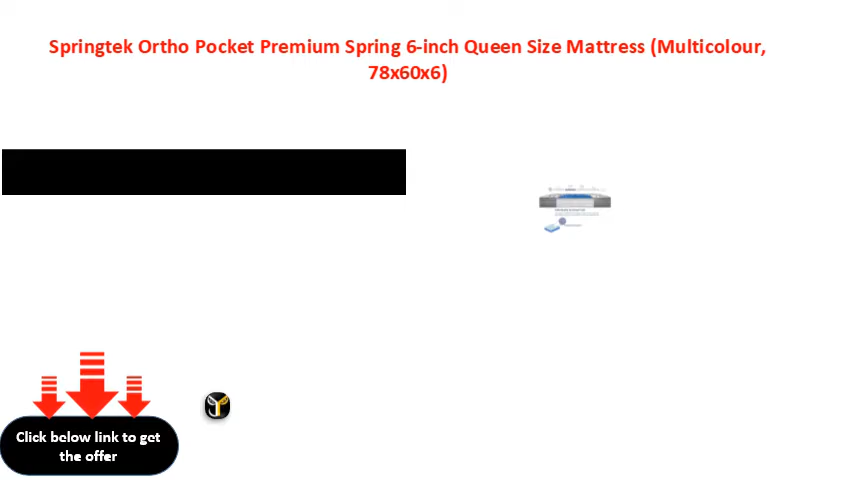 Springtek Ortho Pocket Premium Spring 6-inch Queen Size Mattress (Multicolour,
78x60x6)
Click below link to get
the offer